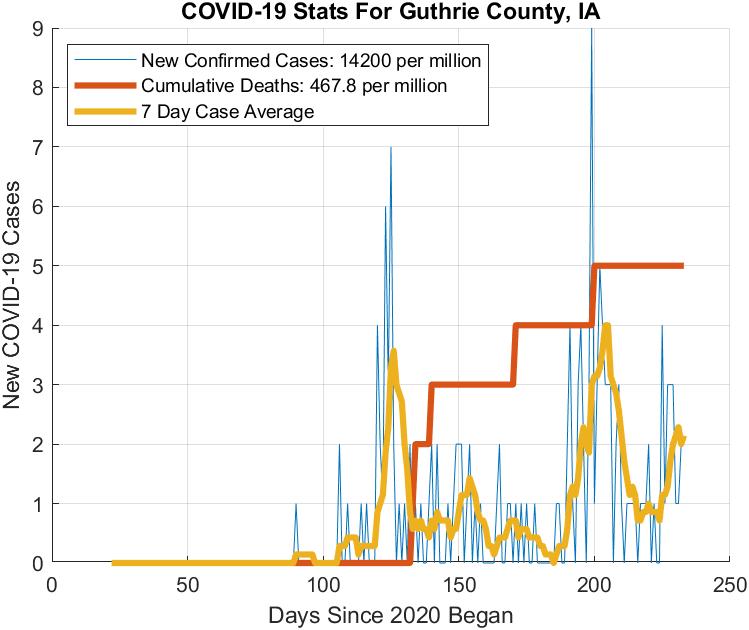 COVID-19 Stats For Guthrie County, IA
New Confirmed Cases: 14200 per million
Cumulative Deaths: 467.8 per million
7 Day Case Average
New COVID-19 Cases
9
8
7
6
5
4
3
2
1
0
0 50 100 150 200 250
Days Since 2020 Began